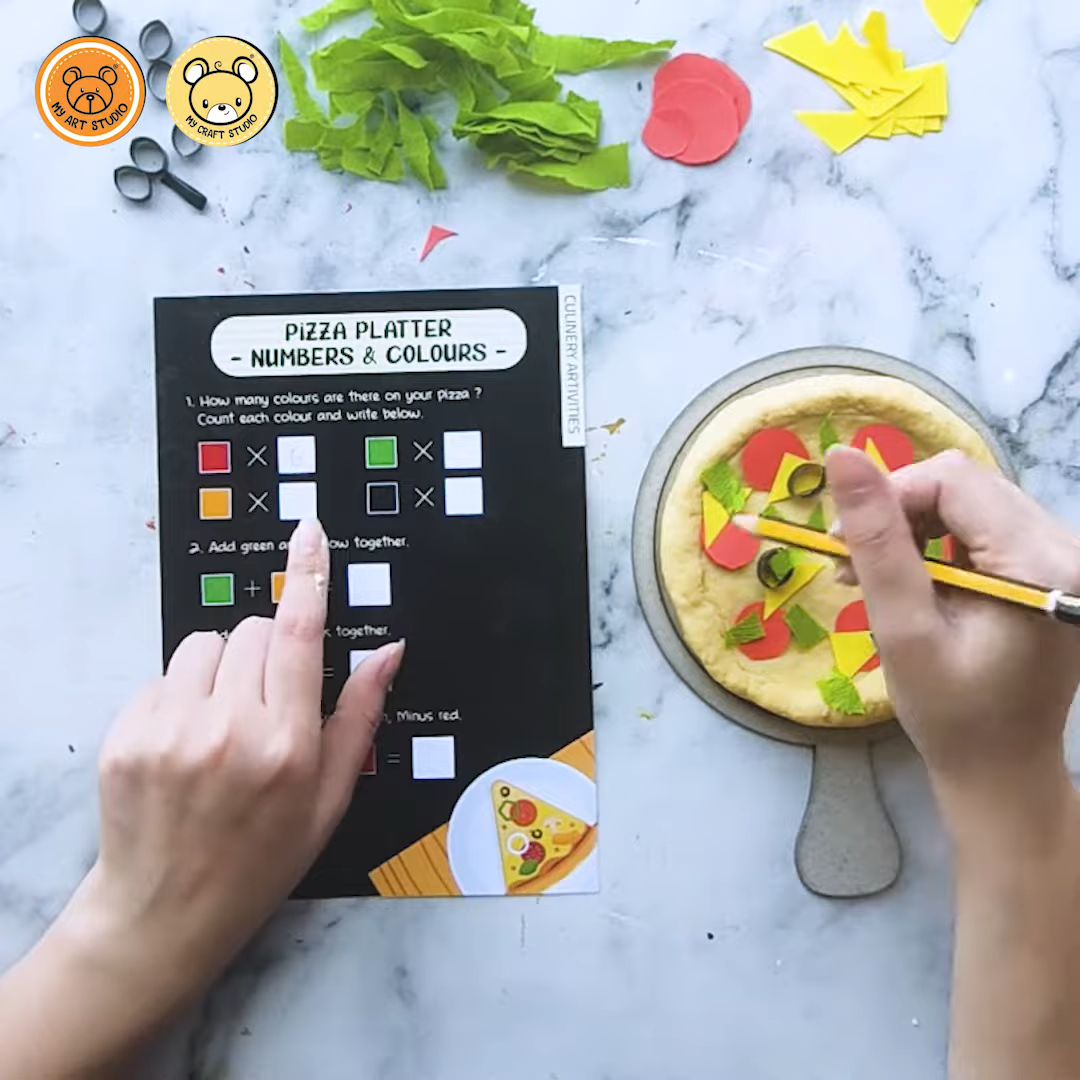 MY ART STUDIO
MY CRAFT STUDIO
PIZZA PLATTER
- NUMBERS & COLOURS -
CULINERY ARTIVITIES
1. How many colours are there on your pizza ?
Count each colour and write below.
× 6 ×
× ×
2. Add green together.
+ =
together.
=
Minus red.
=